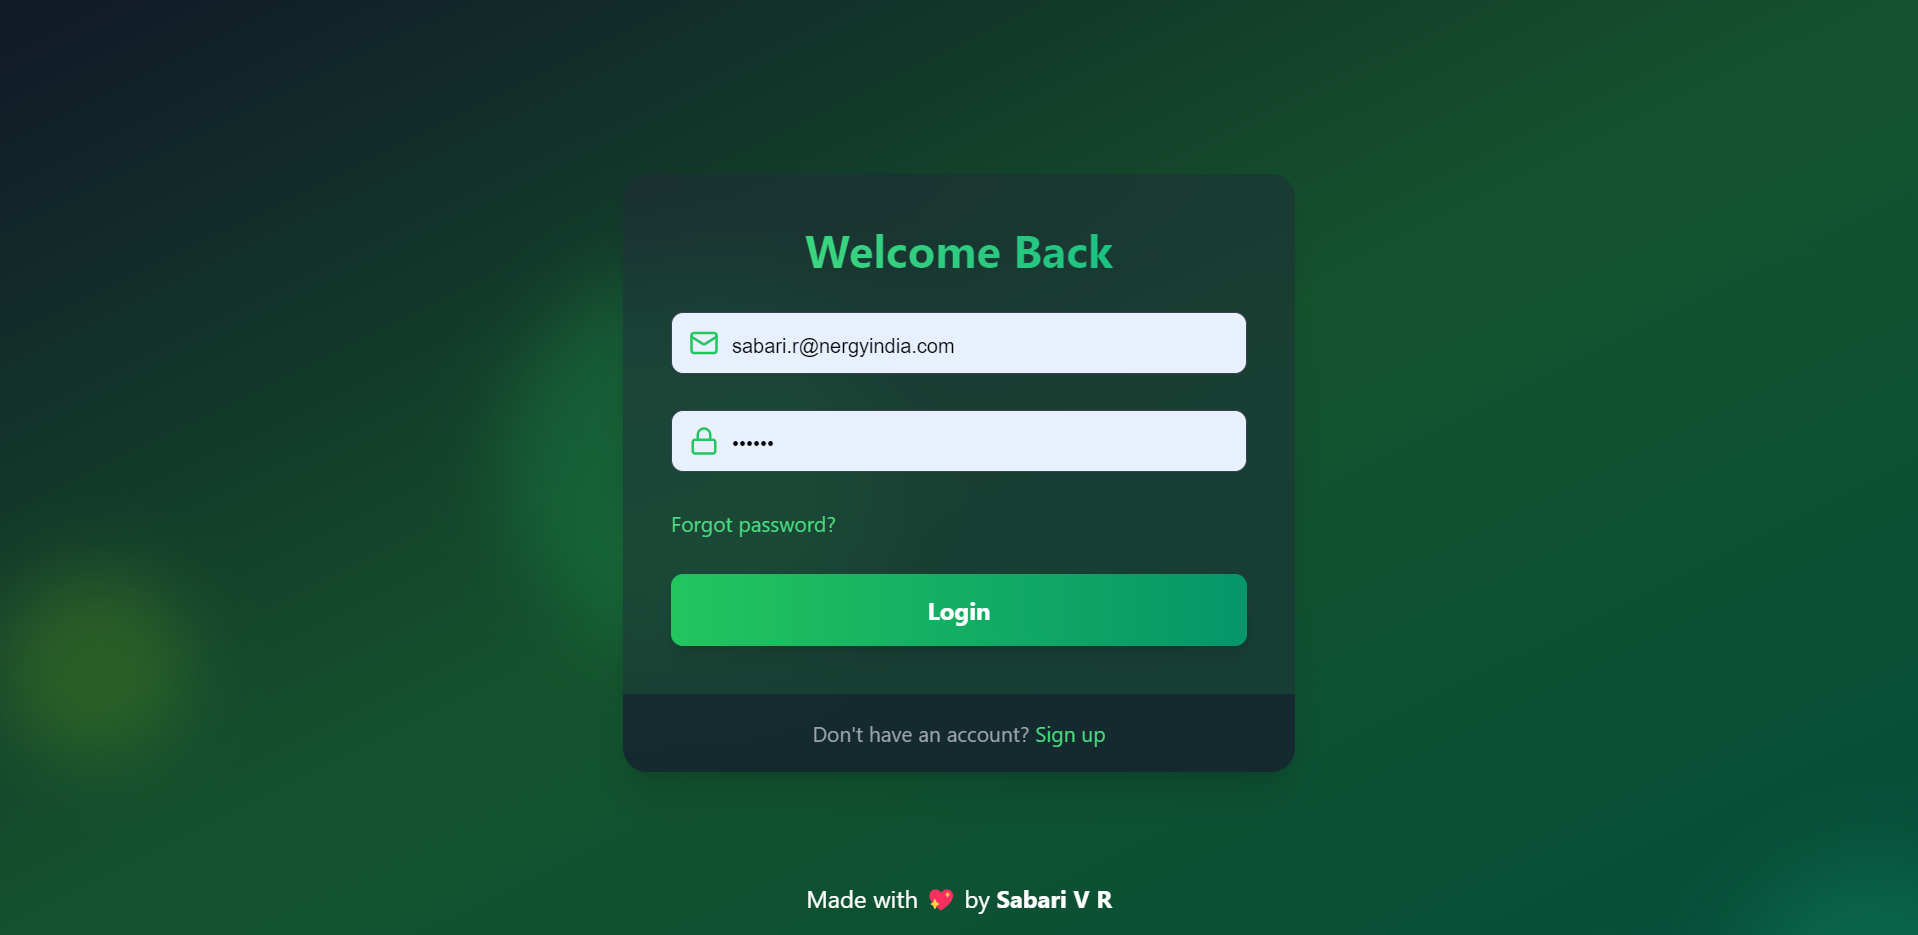 Welcome Back
sabari.r@nergyindia.com
••••••
Forgot password?
Login
Don't have an account? Sign up
Made with 💖 by Sabari V R